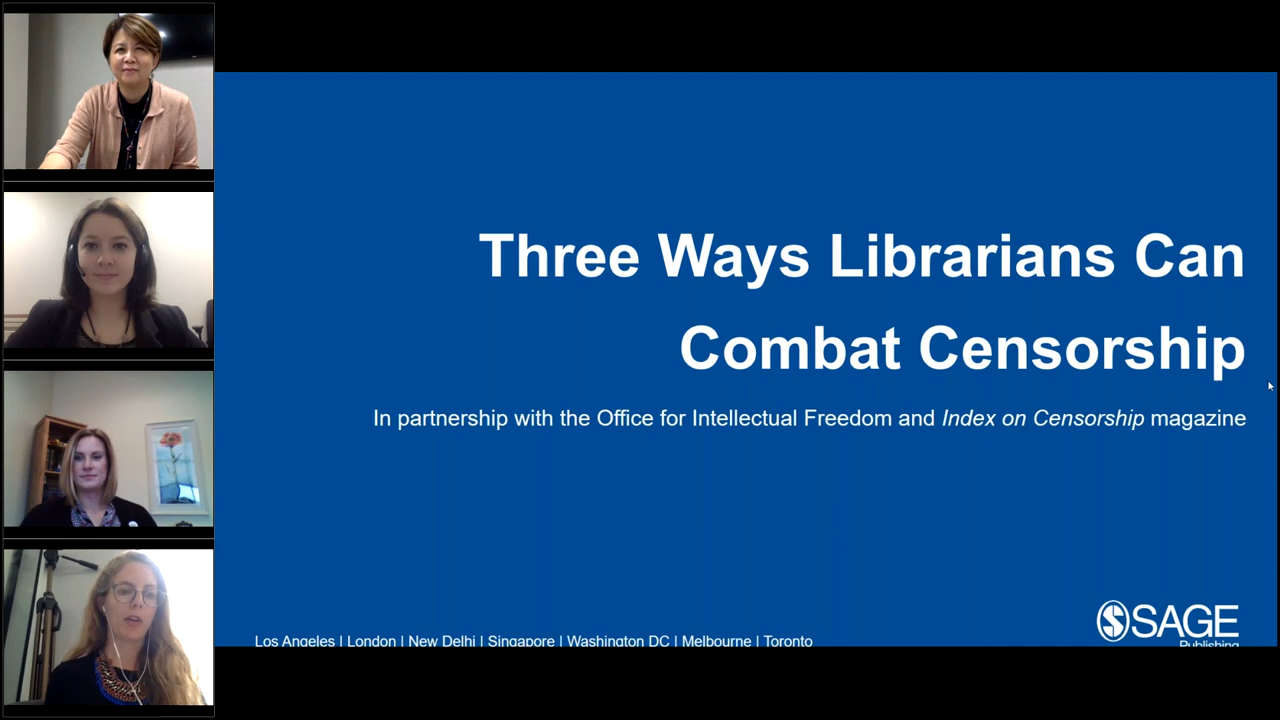 Three Ways Librarians Can
Combat Censorship
In partnership with the Office for Intellectual Freedom and Index on Censorship magazine
Los Angeles | London | New Delhi | Singapore | Washington DC | Melbourne | Toronto
SAGE
Publishing